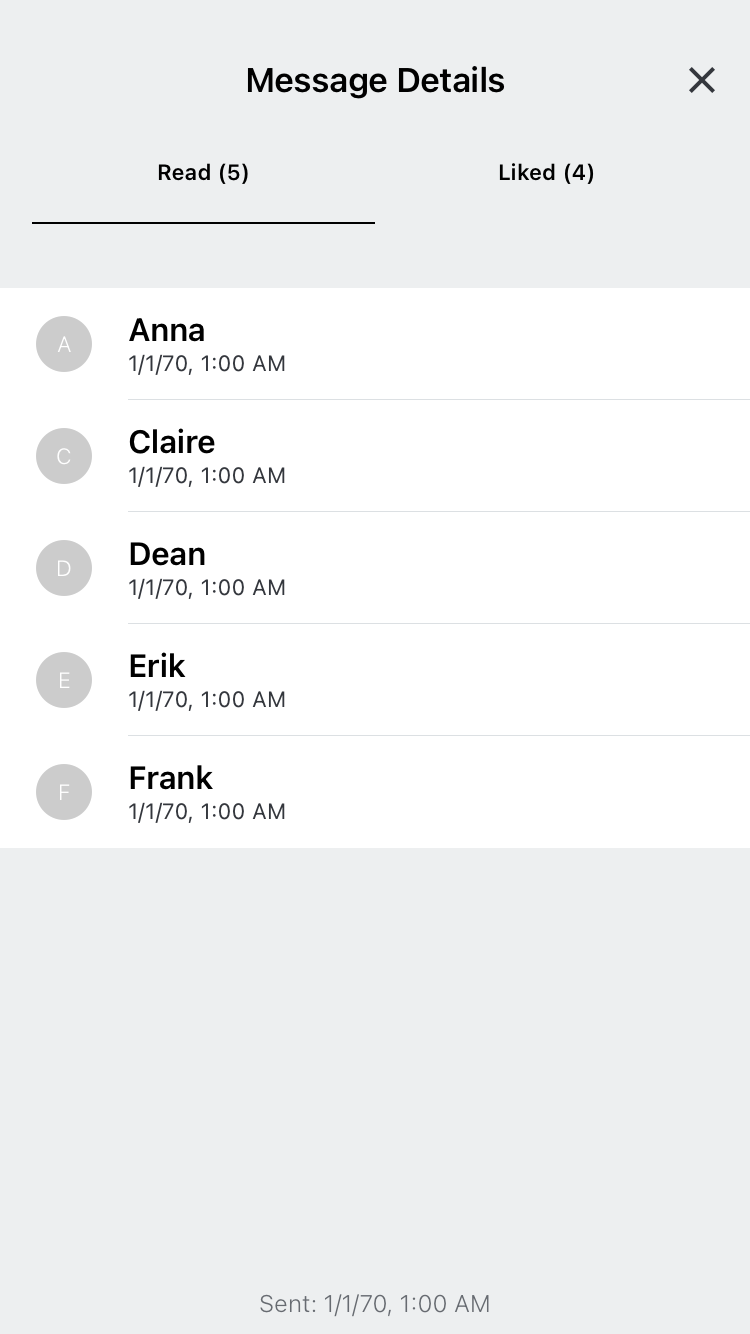 Message Details
Read (5) Liked (4)
A
Anna
1/1/70, 1:00 AM
C
Claire
1/1/70, 1:00 AM
D
Dean
1/1/70, 1:00 AM
E
Erik
1/1/70, 1:00 AM
F
Frank
1/1/70, 1:00 AM
Sent: 1/1/70, 1:00 AM